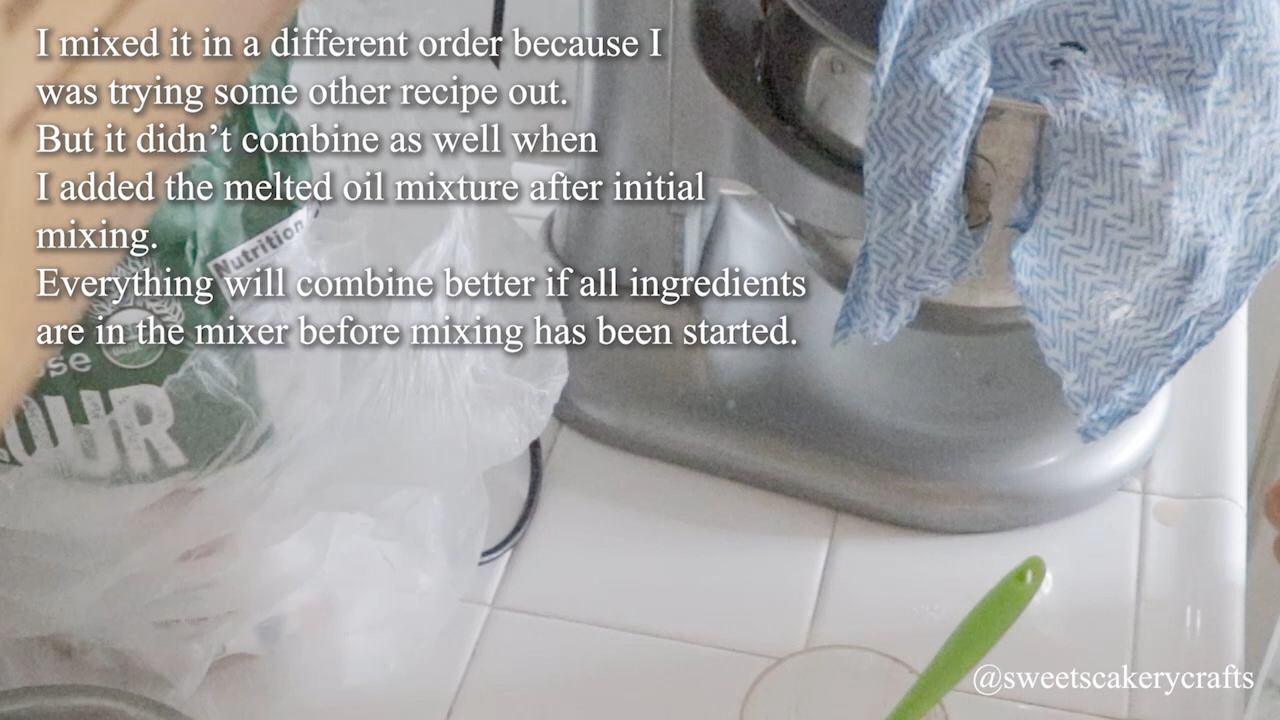 I mixed it in a different order because I
was trying some other recipe out.
But it didn’t combine as well when
I added the melted oil mixture after initial
mixing.
Everything will combine better if all ingredients
are in the mixer before mixing has been started.
Nutrition
@sweetscakerycrafts